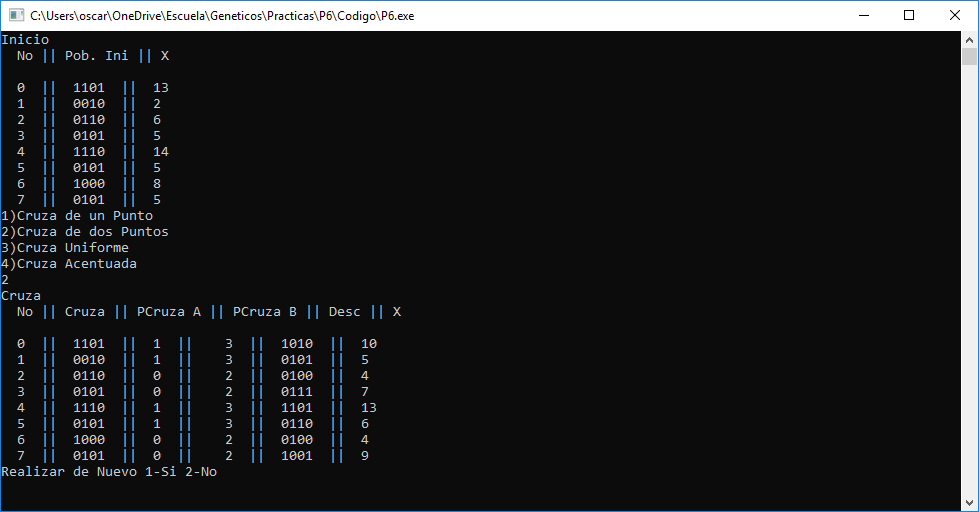 C:\Users\oscar\OneDrive\Escuela\Geneticos\Practicas\P6\Codigo\P6.exe
Inicio
No || Pob. Ini || X
0 || 1101 || 13
1 || 0010 || 2
2 || 0110 || 6
3 || 0101 || 5
4 || 1110 || 14
5 || 0101 || 5
6 || 1000 || 8
7 || 0101 || 5
1)Cruza de un Punto
2)Cruza de dos Puntos
3)Cruza Uniforme
4)Cruza Acentuada
2
Cruza
No || Cruza || PCruza A || PCruza B || Desc || X
0 || 1101 || 1 || 3 || 1010 || 10
1 || 0010 || 1 || 3 || 0101 || 5
2 || 0110 || 0 || 2 || 0100 || 4
3 || 0101 || 0 || 2 || 0111 || 7
4 || 1110 || 1 || 3 || 1101 || 13
5 || 0101 || 1 || 3 || 0110 || 6
6 || 1000 || 0 || 2 || 0100 || 4
7 || 0101 || 0 || 2 || 1001 || 9
Realizar de Nuevo 1-Si 2-No